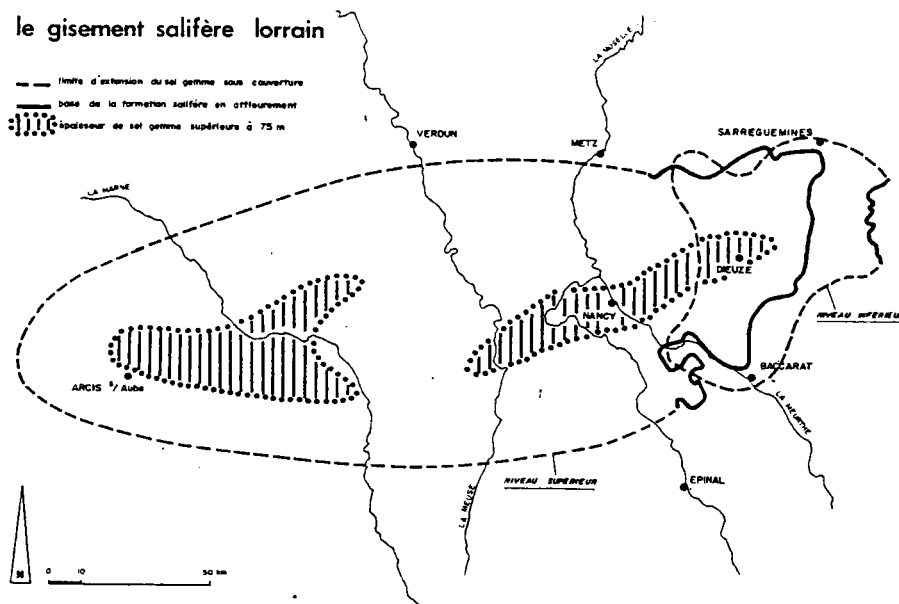 le gisement salifère lorrain
limite d'extension du sel gemme sous couverture
base de la formation salifère en affleurement
épaisseur de sel gemme supérieure à 75 m
LA MOSELLE
VERDUN
METZ
SARREGUEMINES
LA MARNE
DIEUZE
NANCY
NIVEAU INFERIEUR
ARCIS S/Aube
BACCARAT
LA MEURTHE
NIVEAU SUPERIEUR
EPINAL
LA MEUSE
N
0 10 50 km